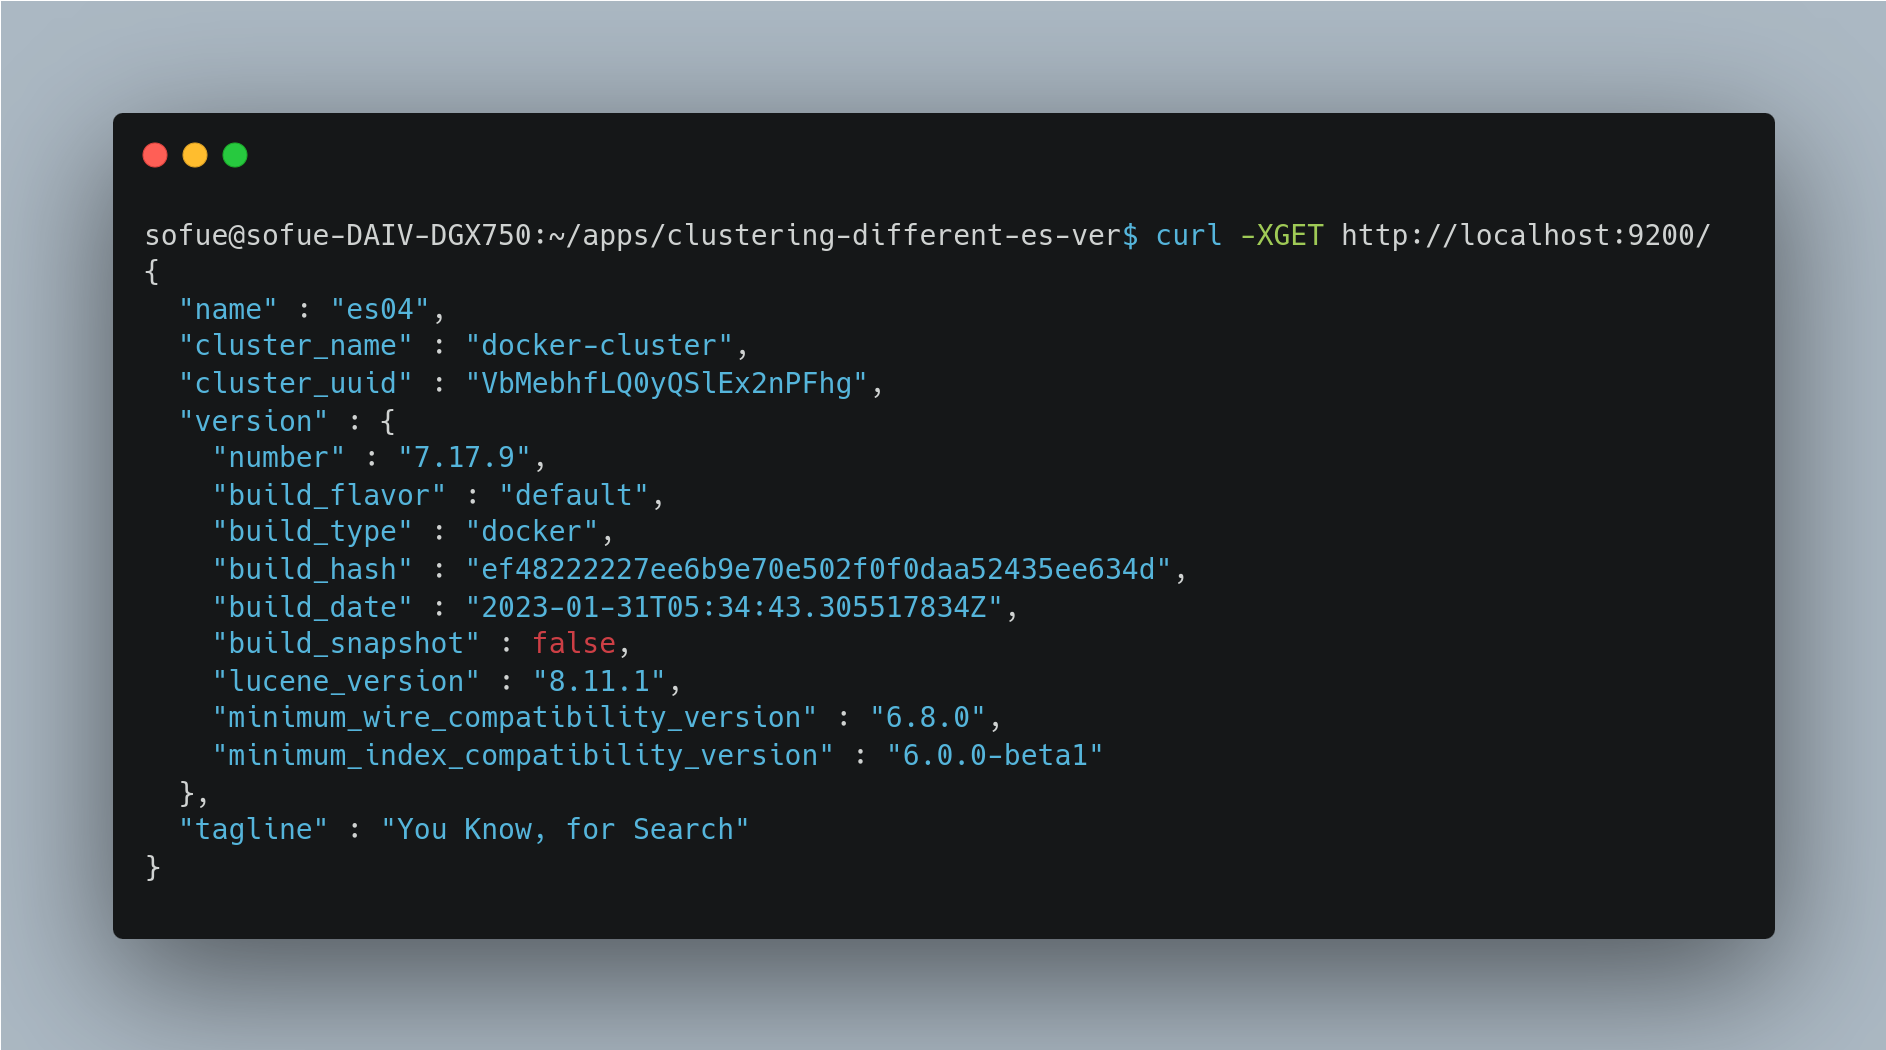 sofue@sofue-DAIV-DGX750:~/apps/clustering-different-es-ver$ curl -XGET http://localhost:9200/
{
  "name" : "es04",
  "cluster_name" : "docker-cluster",
  "cluster_uuid" : "VbMebhfLQ0yQSlEx2nPFhg",
  "version" : {
    "number" : "7.17.9",
    "build_flavor" : "default",
    "build_type" : "docker",
    "build_hash" : "ef48222227ee6b9e70e502f0f0daa52435ee634d",
    "build_date" : "2023-01-31T05:34:43.305517834Z",
    "build_snapshot" : false,
    "lucene_version" : "8.11.1",
    "minimum_wire_compatibility_version" : "6.8.0",
    "minimum_index_compatibility_version" : "6.0.0-beta1"
  },
  "tagline" : "You Know, for Search"
}